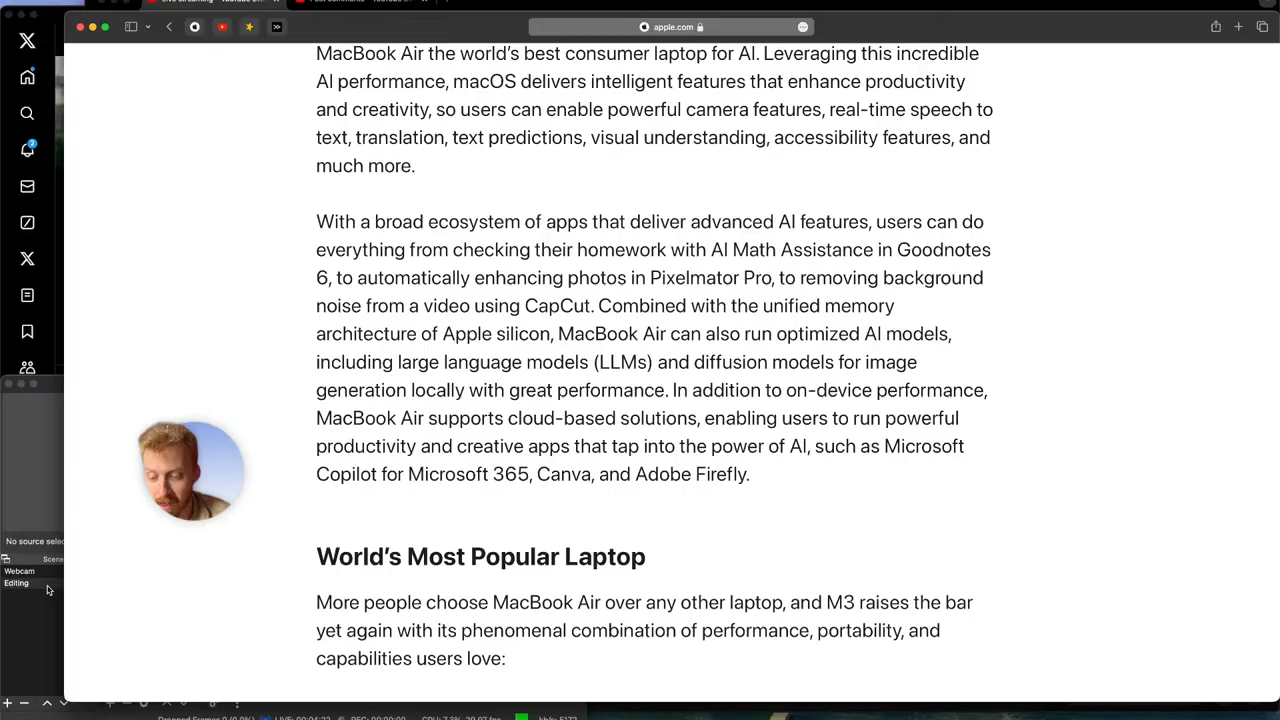 apple.com
MacBook Air the world's best consumer laptop for AI. Leveraging this incredible
AI performance, macOS delivers intelligent features that enhance productivity
and creativity, so users can enable powerful camera features, real-time speech to
text, translation, text predictions, visual understanding, accessibility features, and
much more.
With a broad ecosystem of apps that deliver advanced AI features, users can do
everything from checking their homework with AI Math Assistance in Goodnotes
6, to automatically enhancing photos in Pixelmator Pro, to removing background
noise from a video using CapCut. Combined with the unified memory
architecture of Apple silicon, MacBook Air can also run optimized AI models,
including large language models (LLMs) and diffusion models for image
generation locally with great performance. In addition to on-device performance,
MacBook Air supports cloud-based solutions, enabling users to run powerful
productivity and creative apps that tap into the power of AI, such as Microsoft
Copilot for Microsoft 365, Canva, and Adobe Firefly.
World's Most Popular Laptop
More people choose MacBook Air over any other laptop, and M3 raises the bar
yet again with its phenomenal combination of performance, portability, and
capabilities users love:
2
No source selec
Scene
Webcam
Editing